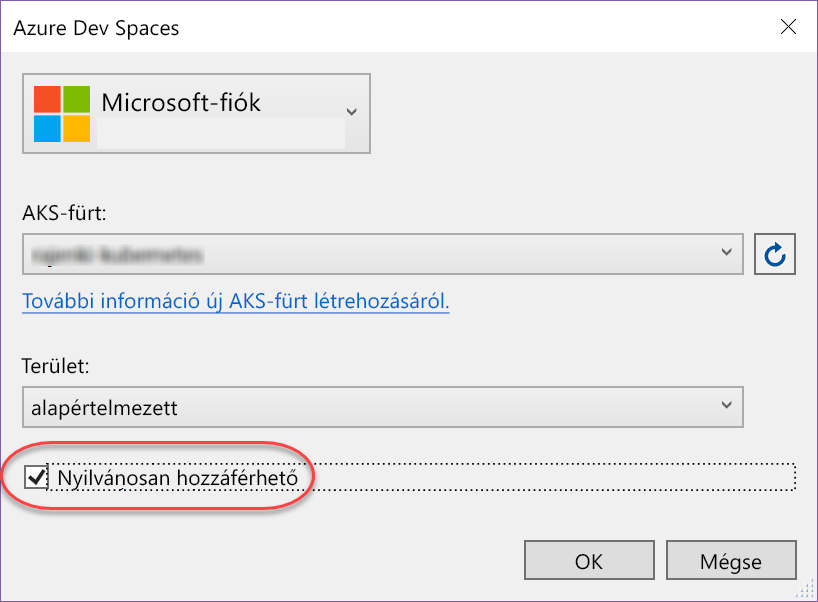 Azure Dev Spaces
Microsoft-fiók
AKS-fürt:
További információ új AKS-fürt létrehozásáról.
Terület:
alapértelmezett
Nyilvánosan hozzáférhető
OK
Mégse